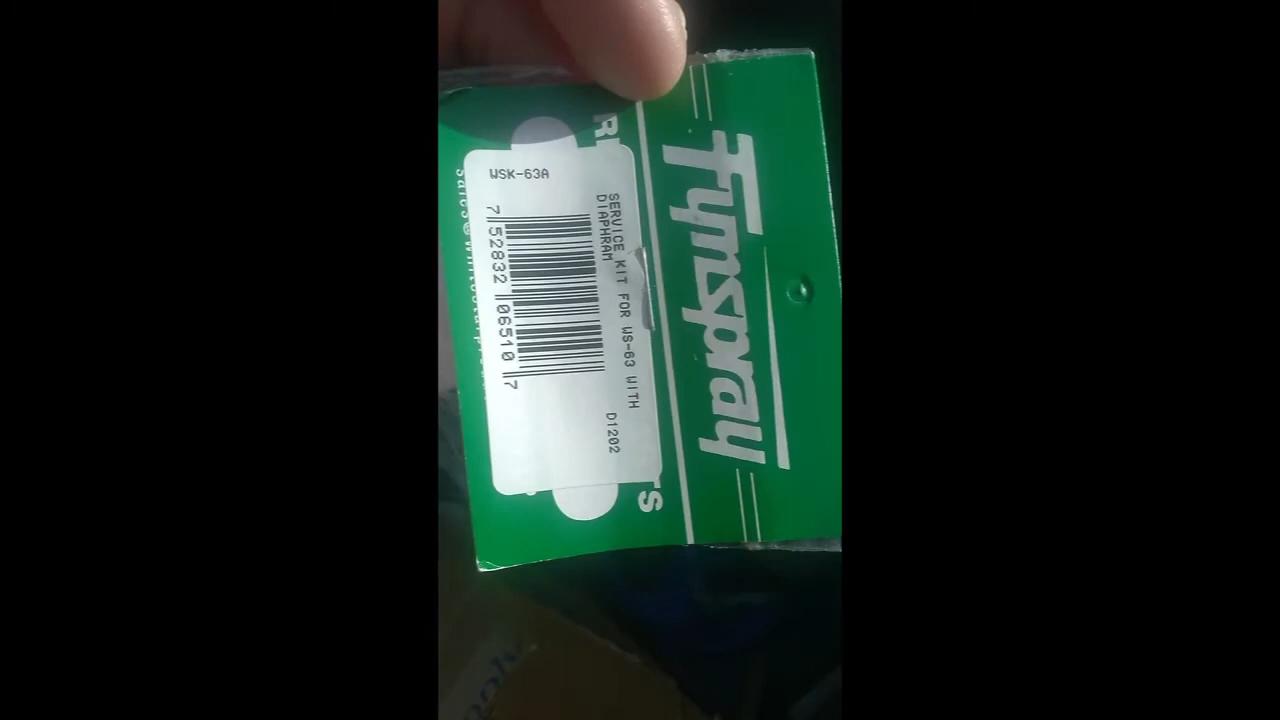 Fynspray
WSK-63A
SERVICE KIT FOR WS-63 WITH
DIAPHRAM
D1202
7 52832 06510 7